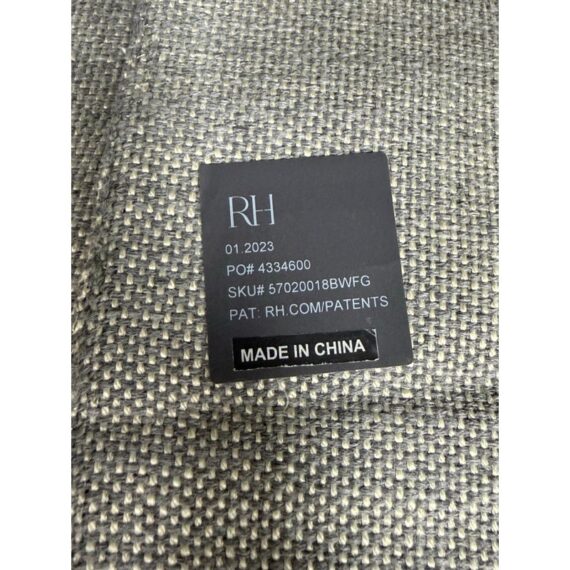 RH
01.2023
PO# 4334600
SKU# 57020018BWFG
PAT: RH.COM/PATENTS
MADE IN CHINA